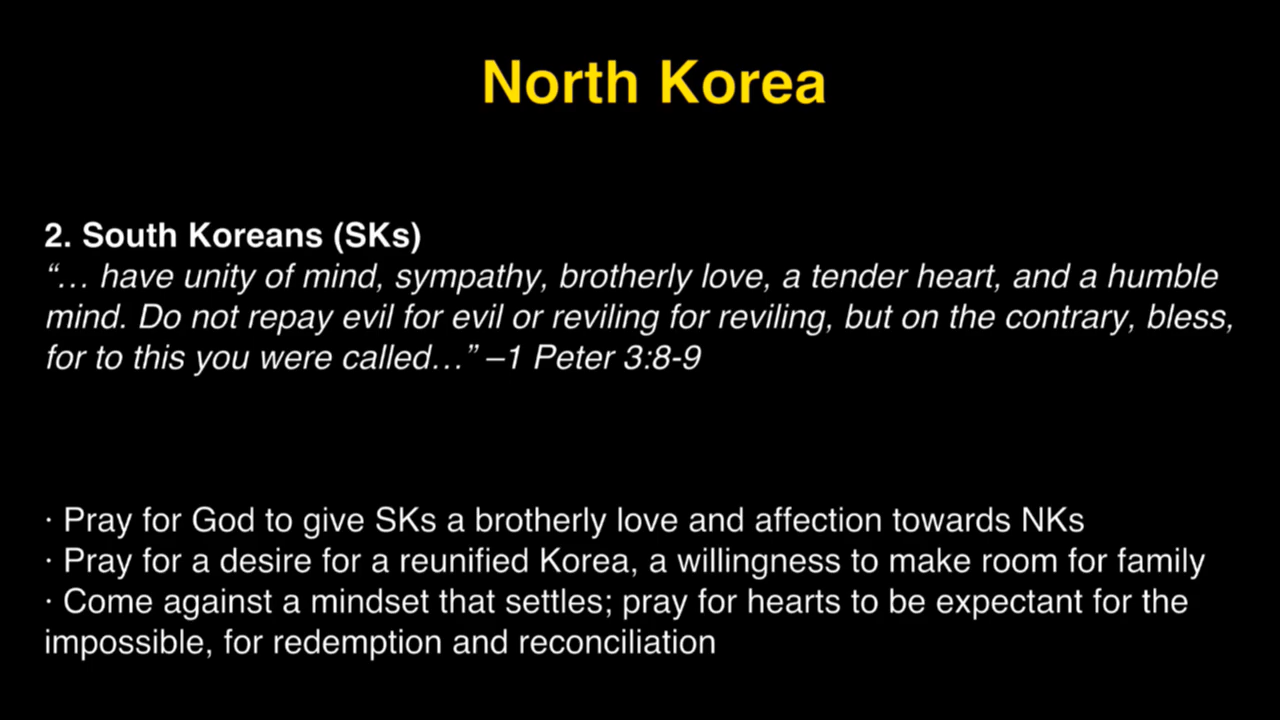 North Korea
2. South Koreans (SKs)
“… have unity of mind, sympathy, brotherly love, a tender heart, and a humble
mind. Do not repay evil for evil or reviling for reviling, but on the contrary, bless,
for to this you were called…” –1 Peter 3:8-9
· Pray for God to give SKs a brotherly love and affection towards NKs
· Pray for a desire for a reunified Korea, a willingness to make room for family
· Come against a mindset that settles; pray for hearts to be expectant for the
impossible, for redemption and reconciliation